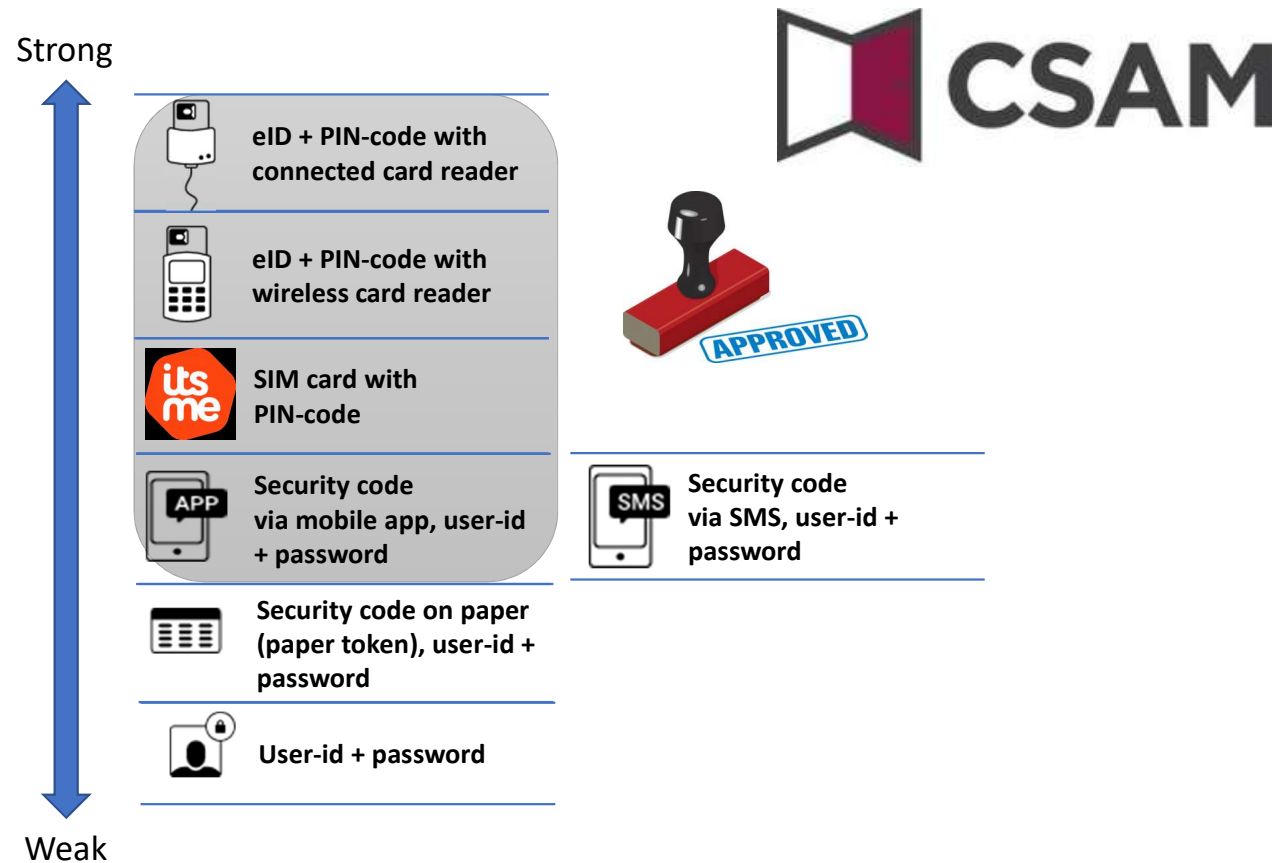 Strong
CSAM
eID + PIN-code with
connected card reader
eID + PIN-code with
wireless card reader
APPROVED
its
me
SIM card with
PIN-code
APP
Security code
via mobile app, user-id
+ password
SMS
Security code
via SMS, user-id +
password
Security code on paper
(paper token), user-id +
password
User-id + password
Weak